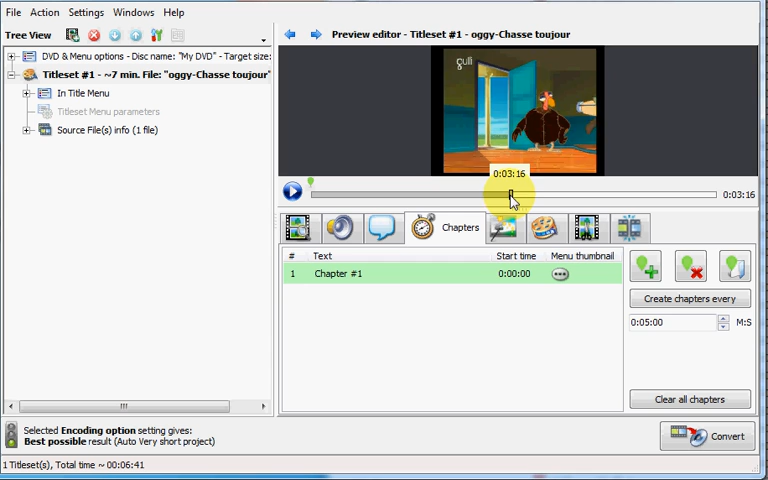 File Action Settings Windows Help
Tree View
Preview editor - Titleset #1 - oggy-Chasse toujour
DVD & Menu options - Disc name: "My DVD" - Target size:
Titleset #1 - ~7 min. File: "oggy-Chasse toujour"
In Title Menu
Titleset Menu parameters
Source File(s) info (1 file)
gulli
0:03:16
0:03:16
Chapters
# Text Start time Menu thumbnail
1 Chapter #1 0:00:00
Create chapters every
0:05:00 M:S
Clear all chapters
Selected Encoding option setting gives:
Best possible result (Auto Very short project)
Convert
1 Titleset(s), Total time ~ 00:06:41